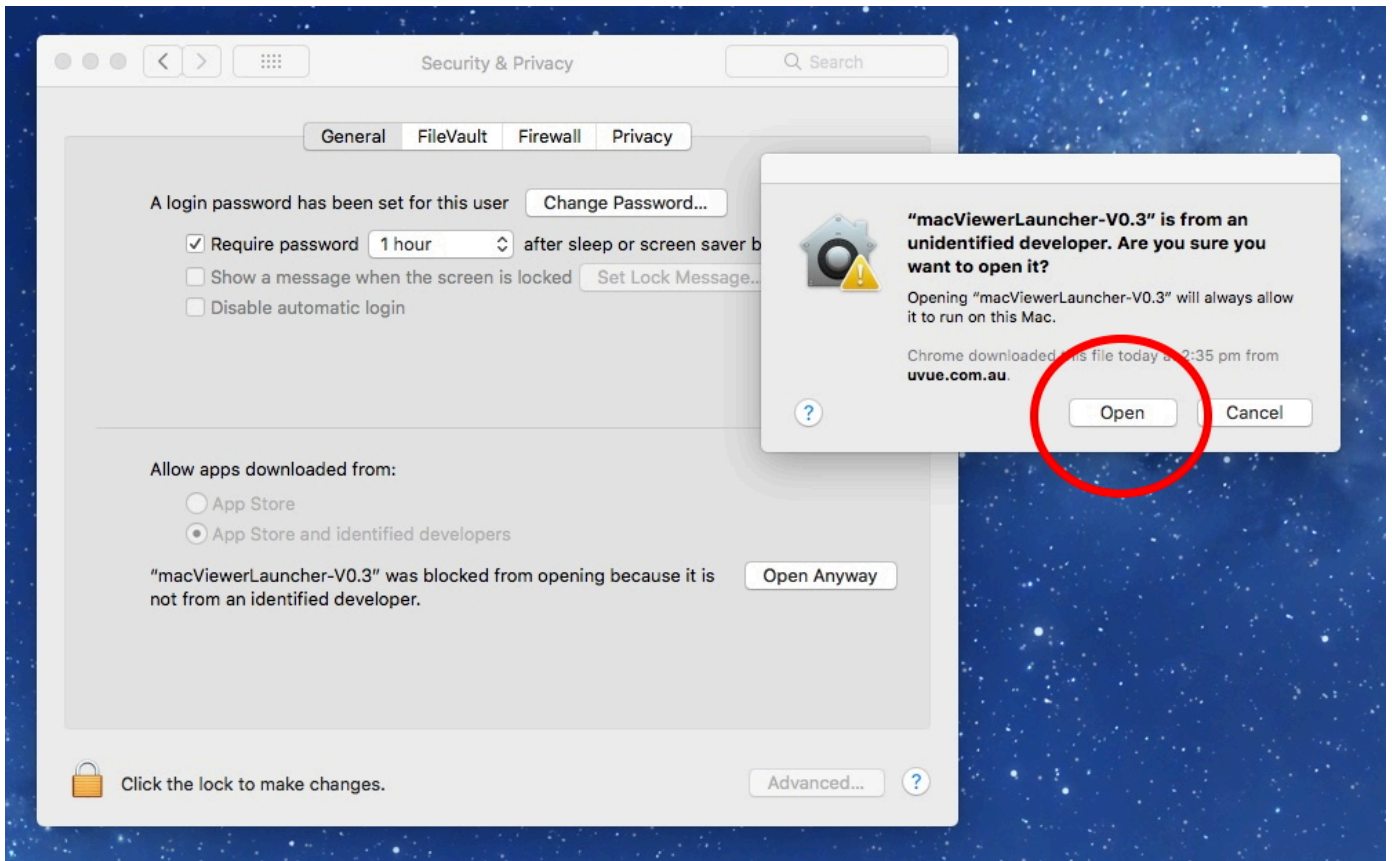 Security & Privacy
Search
General FileVault Firewall Privacy
A login password has been set for this user Change Password...
Require password 1 hour after sleep or screen saver b
Show a message when the screen is locked Set Lock Message...
Disable automatic login
“macViewerLauncher-V0.3” is from an
unidentified developer. Are you sure you
want to open it?
Opening “macViewerLauncher-V0.3” will always allow
it to run on this Mac.
Chrome downloaded this file today at 2:35 pm from
uvue.com.au.
? Open Cancel
Allow apps downloaded from:
App Store
App Store and identified developers
“macViewerLauncher-V0.3” was blocked from opening because it is
not from an identified developer.
Open Anyway
Click the lock to make changes.
Advanced... ?